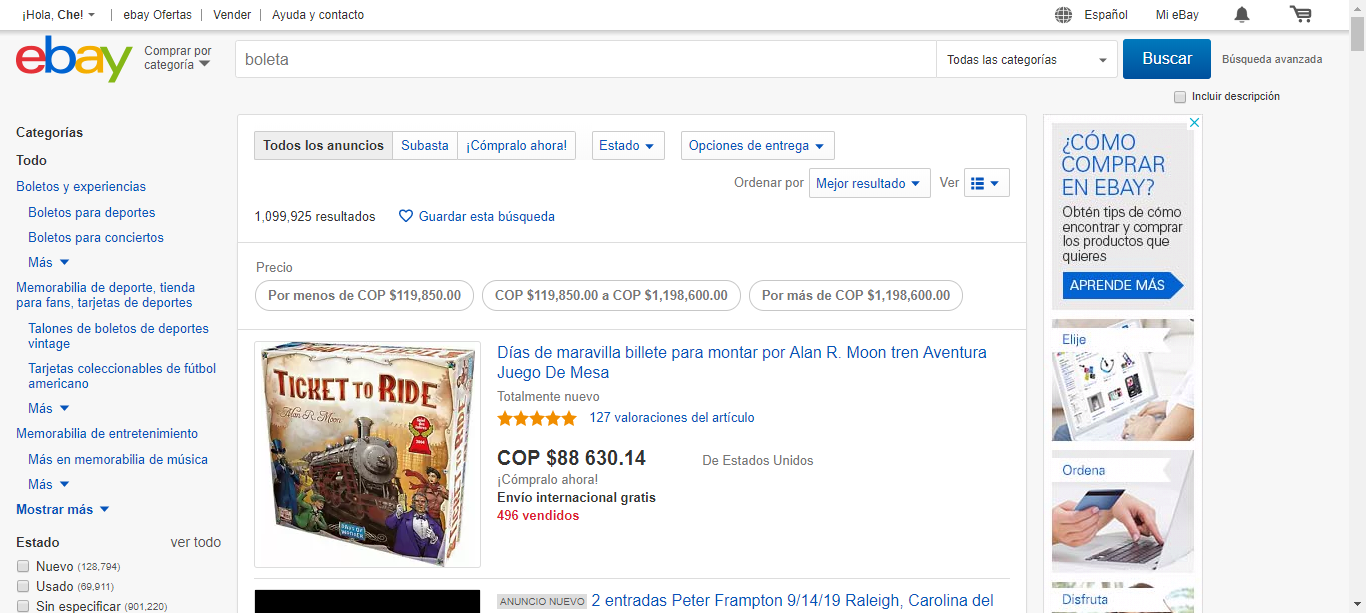 ¡Hola, Che!
ebay Ofertas
Vender
Ayuda y contacto
Español
Mi eBay
ebay
Comprar por
categoría
boleta
Todas las categorías
Buscar
Búsqueda avanzada
Incluir descripción
Categorías
Todo
Boletos y experiencias
Boletos para deportes
Boletos para conciertos
Más
Memorabilia de deporte, tienda
para fans, tarjetas de deportes
Talones de boletos de deportes
vintage
Tarjetas coleccionables de fútbol
americano
Más
Memorabilia de entretenimiento
Más en memorabilia de música
Más
Mostrar más
Estado
ver todo
Nuevo (128,794)
Usado (69,911)
Sin especificar (901,220)
Todos los anuncios
Subasta
¡Cómpralo ahora!
Estado
Opciones de entrega
Ordenar por
Mejor resultado
Ver
1,099,925 resultados
Guardar esta búsqueda
Precio
Por menos de COP $119,850.00
COP $119,850.00 a COP $1,198,600.00
Por más de COP $1,198,600.00
TICKET TO RIDE
Alan R. Moon
DAYS OF
WONDER
Días de maravilla billete para montar por Alan R. Moon tren Aventura
Juego De Mesa
Totalmente nuevo
127 valoraciones del artículo
COP $88 630.14
De Estados Unidos
¡Cómpralo ahora!
Envío internacional gratis
496 vendidos
ANUNCIO NUEVO 2 entradas Peter Frampton 9/14/19 Raleigh, Carolina del
¿CÓMO
COMPRAR
EN EBAY?
Obtén tips de cómo
encontrar y comprar
los productos que
quieres
APRENDE MÁS
Elije
Ordena
Disfruta